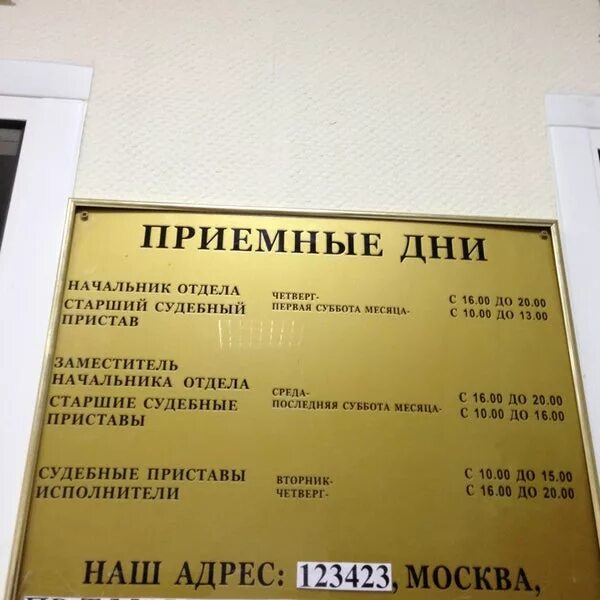 ПРИЕМНЫЕ ДНИ
НАЧАЛЬНИК ОТДЕЛА
СТАРШИЙ СУДЕБНЫЙ
ПРИСТАВ
ЧЕТВЕРГ- С 16.00 ДО 20.00
ПЕРВАЯ СУББОТА МЕСЯЦА- С 10.00 ДО 13.00
ЗАМЕСТИТЕЛЬ
НАЧАЛЬНИКА ОТДЕЛА
СТАРШИЕ СУДЕБНЫЕ
ПРИСТАВЫ
СРЕДА- С 16.00 ДО 20.00
ПОСЛЕДНЯЯ СУББОТА МЕСЯЦА- С 10.00 ДО 16.00
СУДЕБНЫЕ ПРИСТАВЫ
ИСПОЛНИТЕЛИ
ВТОРНИК- С 10.00 ДО 15.00
ЧЕТВЕРГ- С 16.00 ДО 20.00
НАШ АДРЕС: 123423, МОСКВА,